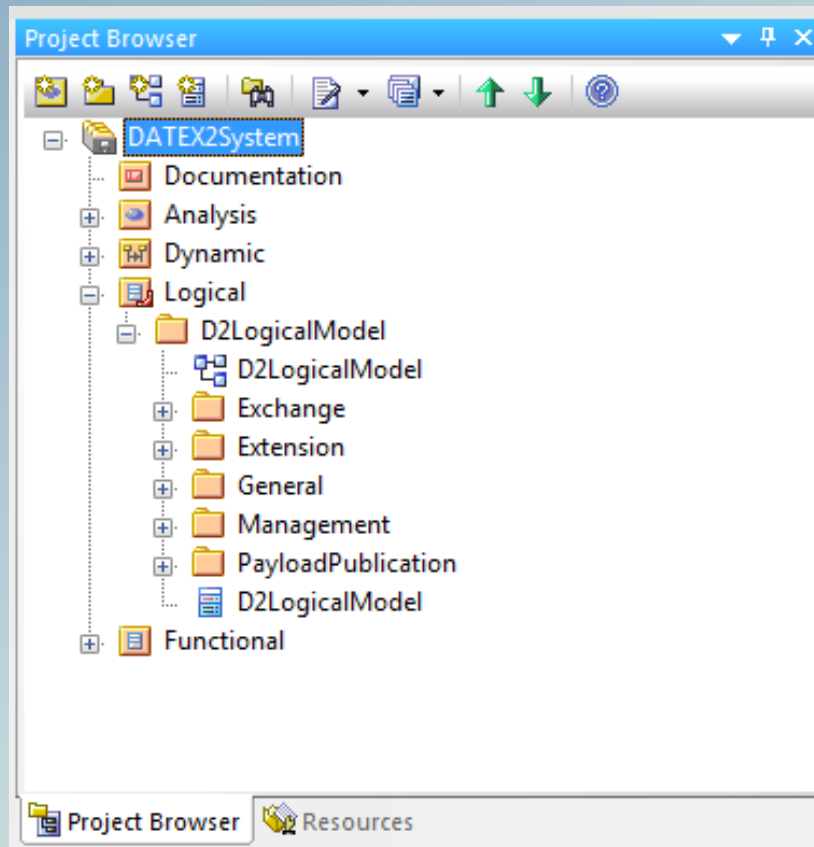 Project Browser
DATEX2System
Documentation
Analysis
Dynamic
Logical
D2LogicalModel
D2LogicalModel
Exchange
Extension
General
Management
PayloadPublication
D2LogicalModel
Functional
Project Browser Resources